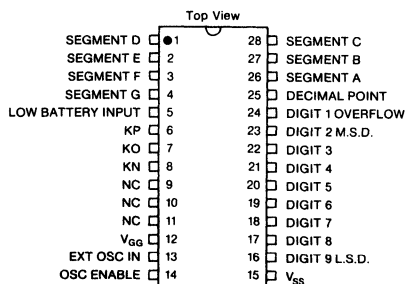 Top View
SEGMENT D 1 28 SEGMENT C
SEGMENT E 2 27 SEGMENT B
SEGMENT F 3 26 SEGMENT A
SEGMENT G 4 25 DECIMAL POINT
LOW BATTERY INPUT 5 24 DIGIT 1 OVERFLOW
KP 6 23 DIGIT 2 M.S.D.
KO 7 22 DIGIT 3
KN 8 21 DIGIT 4
NC 9 20 DIGIT 5
NC 10 19 DIGIT 6
NC 11 18 DIGIT 7
VGG 12 17 DIGIT 8
EXT OSC IN 13 16 DIGIT 9 L.S.D.
OSC ENABLE 14 15 VSS